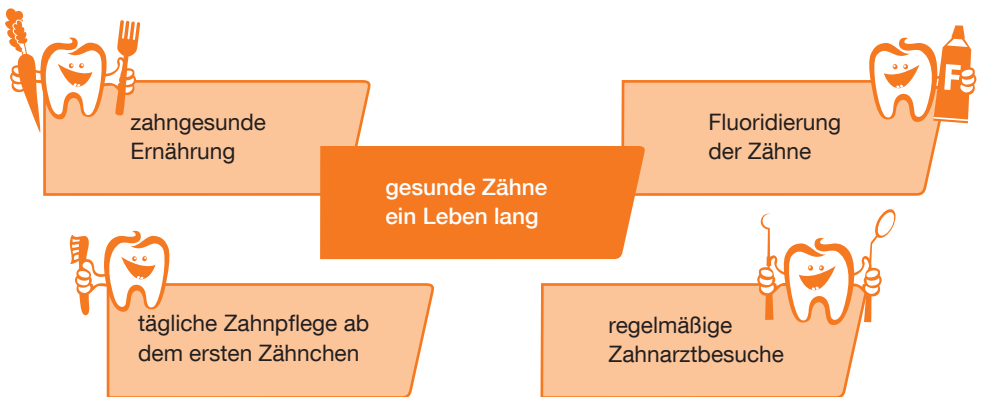 zahngesunde
Ernährung
Fluoridierung
der Zähne
F
gesunde Zähne
ein Leben lang
tägliche Zahnpflege ab
dem ersten Zähnchen
regelmäßige
Zahnarztbesuche